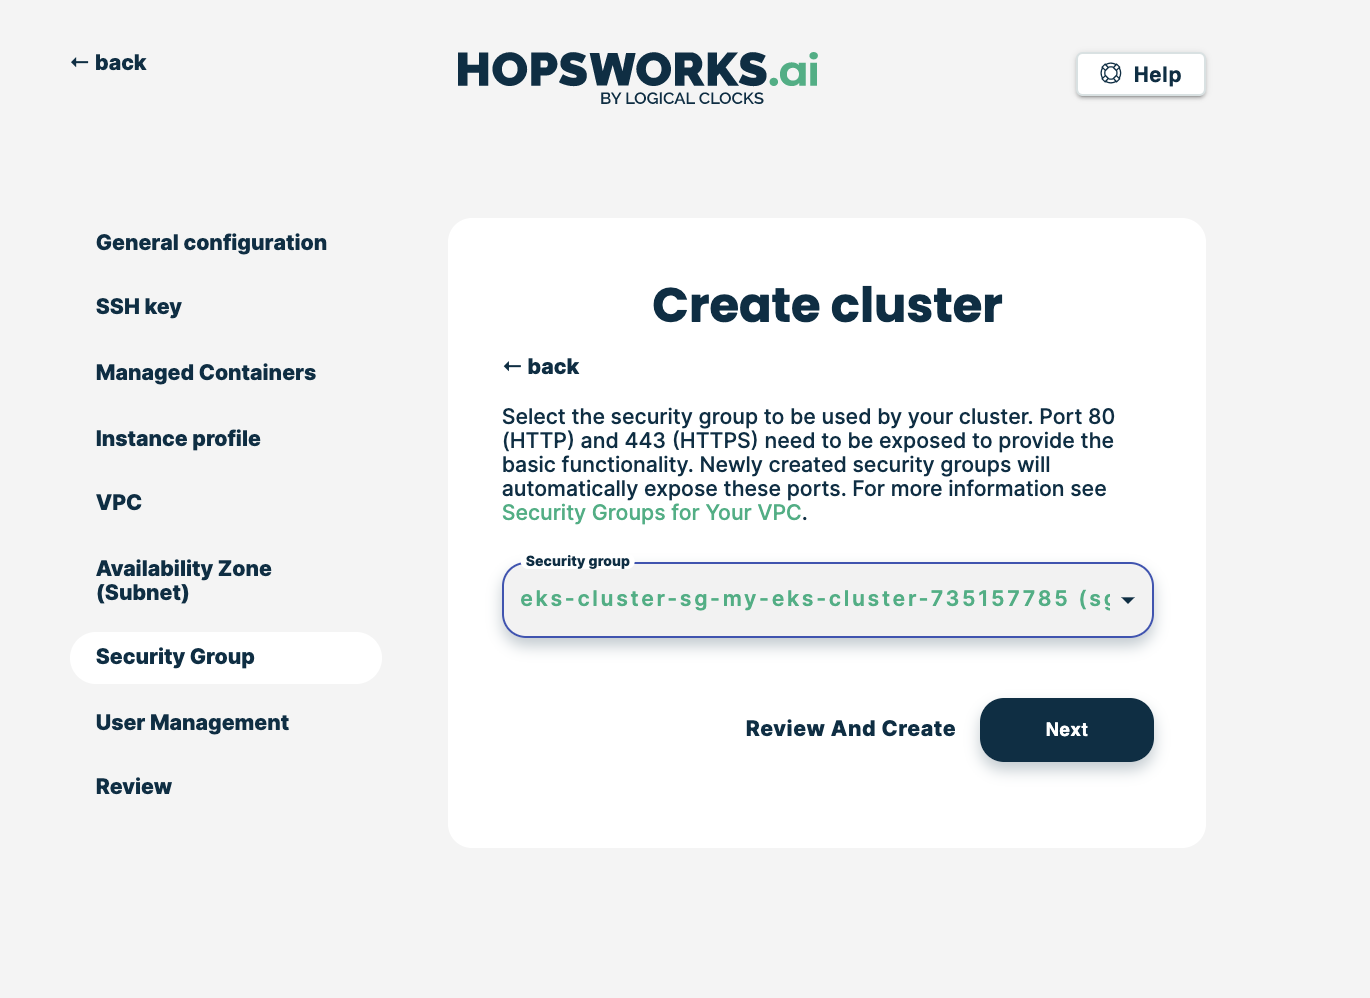 ← back
HOPSWORKS.ai
BY LOGICAL CLOCKS
Help
General configuration
SSH key
Managed Containers
Instance profile
VPC
Availability Zone
(Subnet)
Security Group
User Management
Review
Create cluster
← back
Select the security group to be used by your cluster. Port 80
(HTTP) and 443 (HTTPS) need to be exposed to provide the
basic functionality. Newly created security groups will
automatically expose these ports. For more information see
Security Groups for Your VPC.
Security group
eks-cluster-sg-my-eks-cluster-735157785 (sg
Review And Create
Next